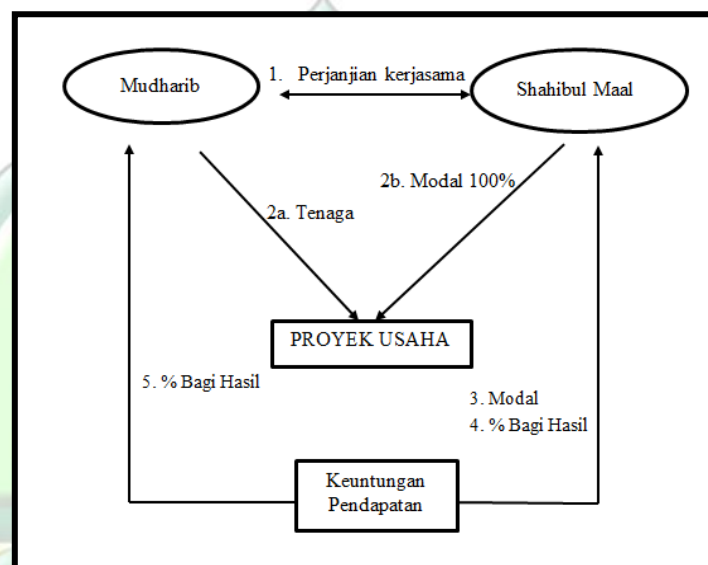 Mudharib
1. Perjanjian kerjasama
Shahibul Maal
2a. Tenaga
2b. Modal 100%
PROYEK USAHA
5. % Bagi Hasil
3. Modal
4. % Bagi Hasil
Keuntungan
Pendapatan